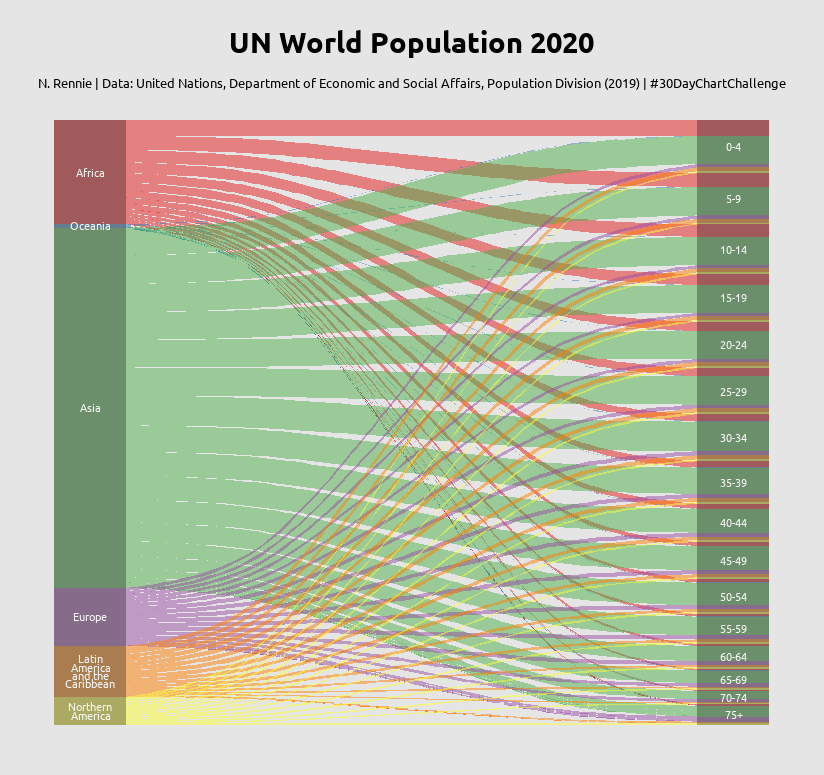 UN World Population 2020
N. Rennie | Data: United Nations, Department of Economic and Social Affairs, Population Division (2019) | #30DayChartChallenge
Africa
Oceania
Asia
Europe
Latin
America
and the
Caribbean
Northern
America
0-4
5-9
10-14
15-19
20-24
25-29
30-34
35-39
40-44
45-49
50-54
55-59
60-64
65-69
70-74
75+